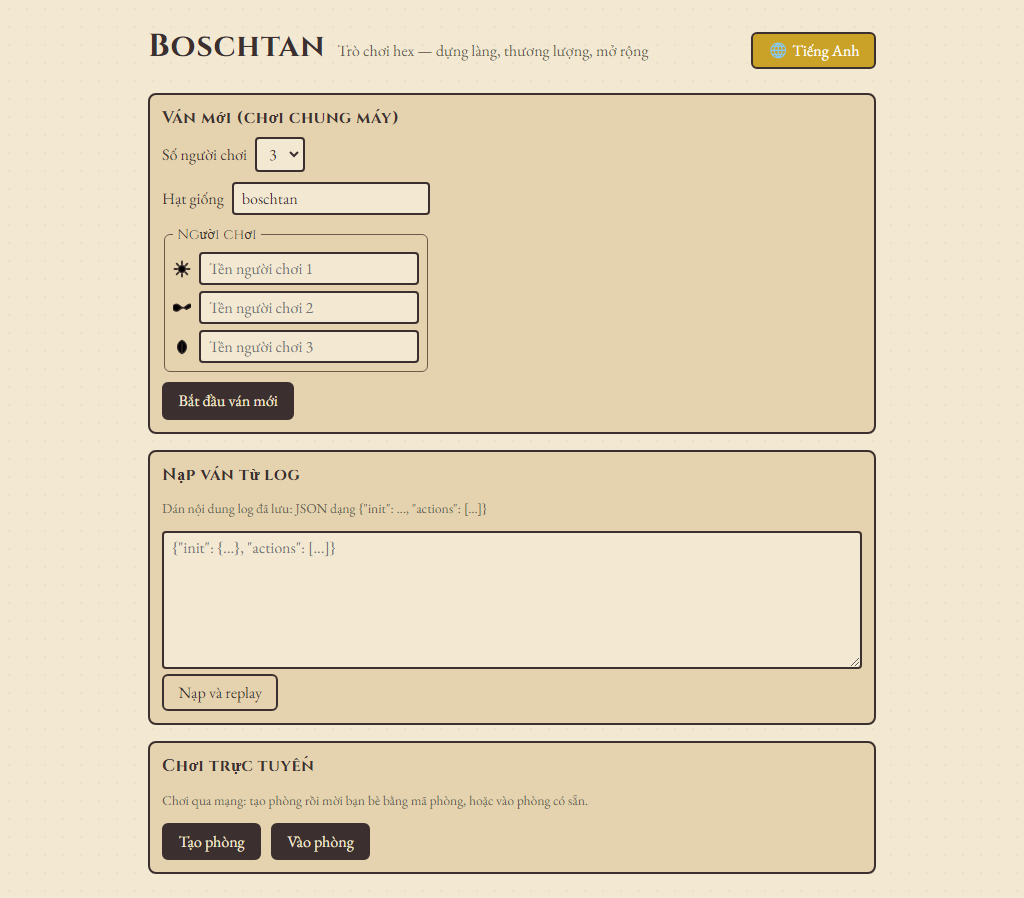 Boschtan
Trò chơi hex — dựng làng, thương lượng, mở rộng
🌐 Tiếng Anh
Ván mới (chơi chung máy)
Số người chơi 3
Hạt giống boschtan
Người chơi
Tên người chơi 1
Tên người chơi 2
Tên người chơi 3
Bắt đầu ván mới
Nạp ván từ log
Dán nội dung log đã lưu: JSON dạng {"init": ..., "actions": [...]}
{"init": {...}, "actions": [...]}
Nạp và replay
Chơi trực tuyến
Chơi qua mạng: tạo phòng rồi mời bạn bè bằng mã phòng, hoặc vào phòng có sẵn.
Tạo phòng Vào phòng